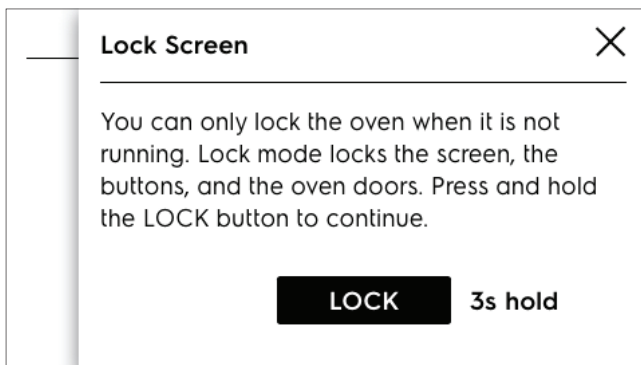 Lock Screen
You can only lock the oven when it is not
running. Lock mode locks the screen, the
buttons, and the oven doors. Press and hold
the LOCK button to continue.
LOCK 3s hold